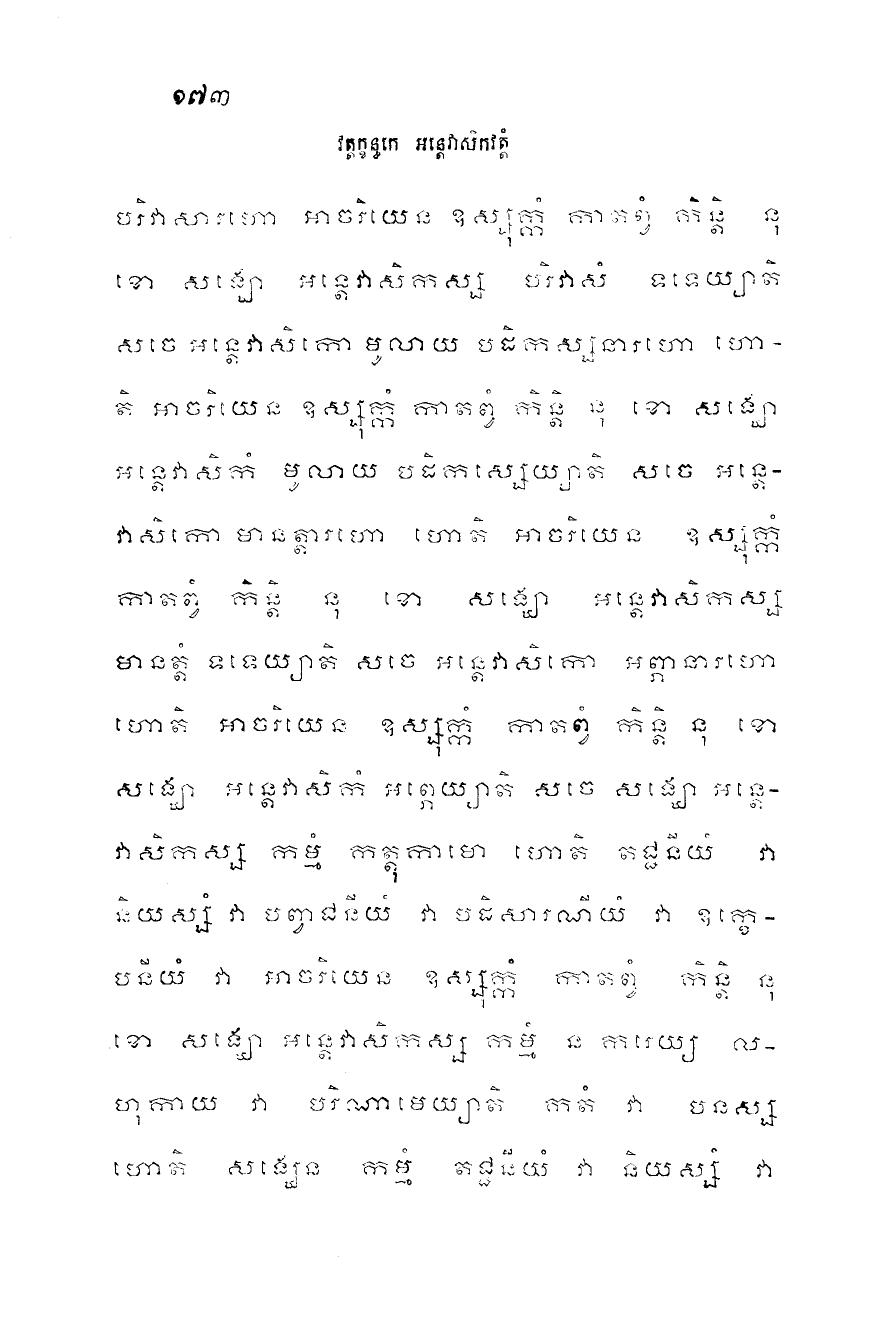 ១៧៣
វត្តក្ខន្ធកេ អន្តេវាសិកវត្តំ
បរិវាសារហោ អាចរិយេន ឧស្សុក្កំ កាតព្វំ កិន្តិ នុ
ខោ សង្ឃោ អន្តេវាសិកស្ស បរិវាសំ ទទេយ្យាតិ
សចេ អន្តេវាសិកោ មូលាយ បដិកស្សនារហោ ហោ-
តិ អាចរិយេន ឧស្សុក្កំ កាតព្វំ កិន្តិ នុ ខោ សង្ឃោ
អន្តេវាសិកំ មូលាយ បដិកស្សេយ្យាតិ សចេ អន្តេ-
វាសិកោ មានត្តារហោ ហោតិ អាចរិយេន ឧស្សុក្កំ
កាតព្វំ កិន្តិ នុ ខោ សង្ឃោ អន្តេវាសិកស្ស
មានត្តំ ទទេយ្យាតិ សចេ អន្តេវាសិកោ អព្ភានារហោ
ហោតិ អាចរិយេន ឧស្សុក្កំ កាតព្វំ កិន្តិ នុ ខោ
សង្ឃោ អន្តេវាសិកំ អព្ភេយ្យាតិ សចេ សង្ឃោ អន្តេ-
វាសិកស្ស កម្មំ កត្តុកាមោ ហោតិ តជ្ជនីយំ វា
និយស្សំ វា បព្វាជនីយំ វា បដិសារណីយំ វា ឧក្ខេ-
បនីយំ វា អាចរិយេន ឧស្សុក្កំ កាតព្វំ កិន្តិ នុ
ខោ សង្ឃោ អន្តេវាសិកស្ស កម្មំ ន ករេយ្យ ល-
ហុកាយ វា បរិណាមេយ្យាតិ កតំ វា បនស្ស
ហោតិ សង្ឃេន កម្មំ តជ្ជនីយំ វា និយស្សំ វា